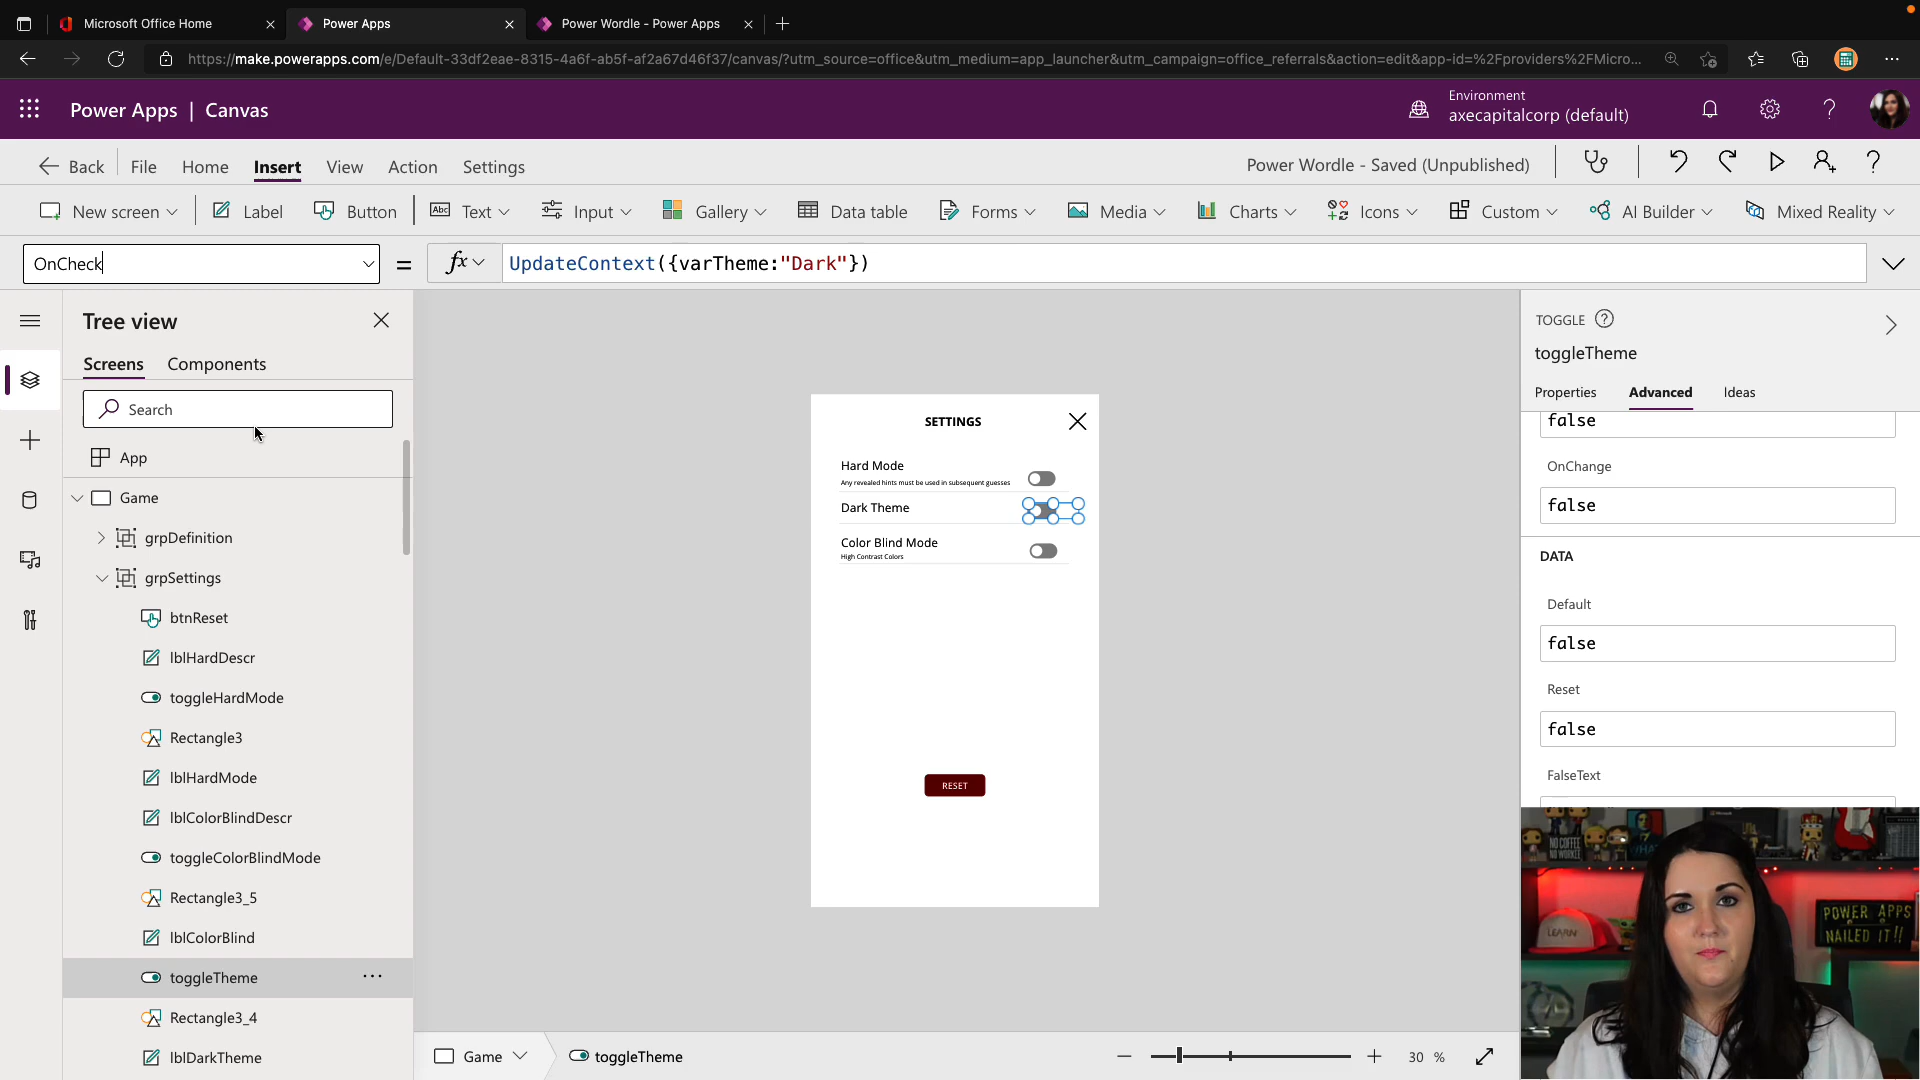 Microsoft Office Home
Power Apps
Power Wordle - Power Apps
https://make.powerapps.com/e/Default-33df2eae-8315-4a6f-ab5f-af2a67d46f37/canvas/?utm_source=office&utm_medium=app_launcher&utm_campaign=office_referrals&action=edit&app-id=%2Fproviders%2FMicro...
Power Apps | Canvas
Environment
axecapitalcorp (default)
Back
File
Home
Insert
View
Action
Settings
Power Wordle - Saved (Unpublished)
New screen
Label
Button
Abc
Text
Input
Gallery
Data table
Forms
Media
Charts
Icons
Custom
AI Builder
Mixed Reality
OnCheck
=
fx
UpdateContext({varTheme:"Dark"})
Tree view
Screens
Components
Search
App
Game
grpDefinition
grpSettings
btnReset
lblHardDescr
toggleHardMode
Rectangle3
lblHardMode
lblColorBlindDescr
toggleColorBlindMode
Rectangle3_5
lblColorBlind
toggleTheme
Rectangle3_4
lblDarkTheme
SETTINGS
Hard Mode
Any revealed hints must be used in subsequent guesses
Dark Theme
Color Blind Mode
High Contrast Colors
RESET
Game
toggleTheme
30 %
TOGGLE
toggleTheme
Properties
Advanced
Ideas
false
OnChange
false
DATA
Default
false
Reset
false
FalseText
NO COFFEE
NO WORKEE
LEARN
POWER APPS
NAILED IT!!